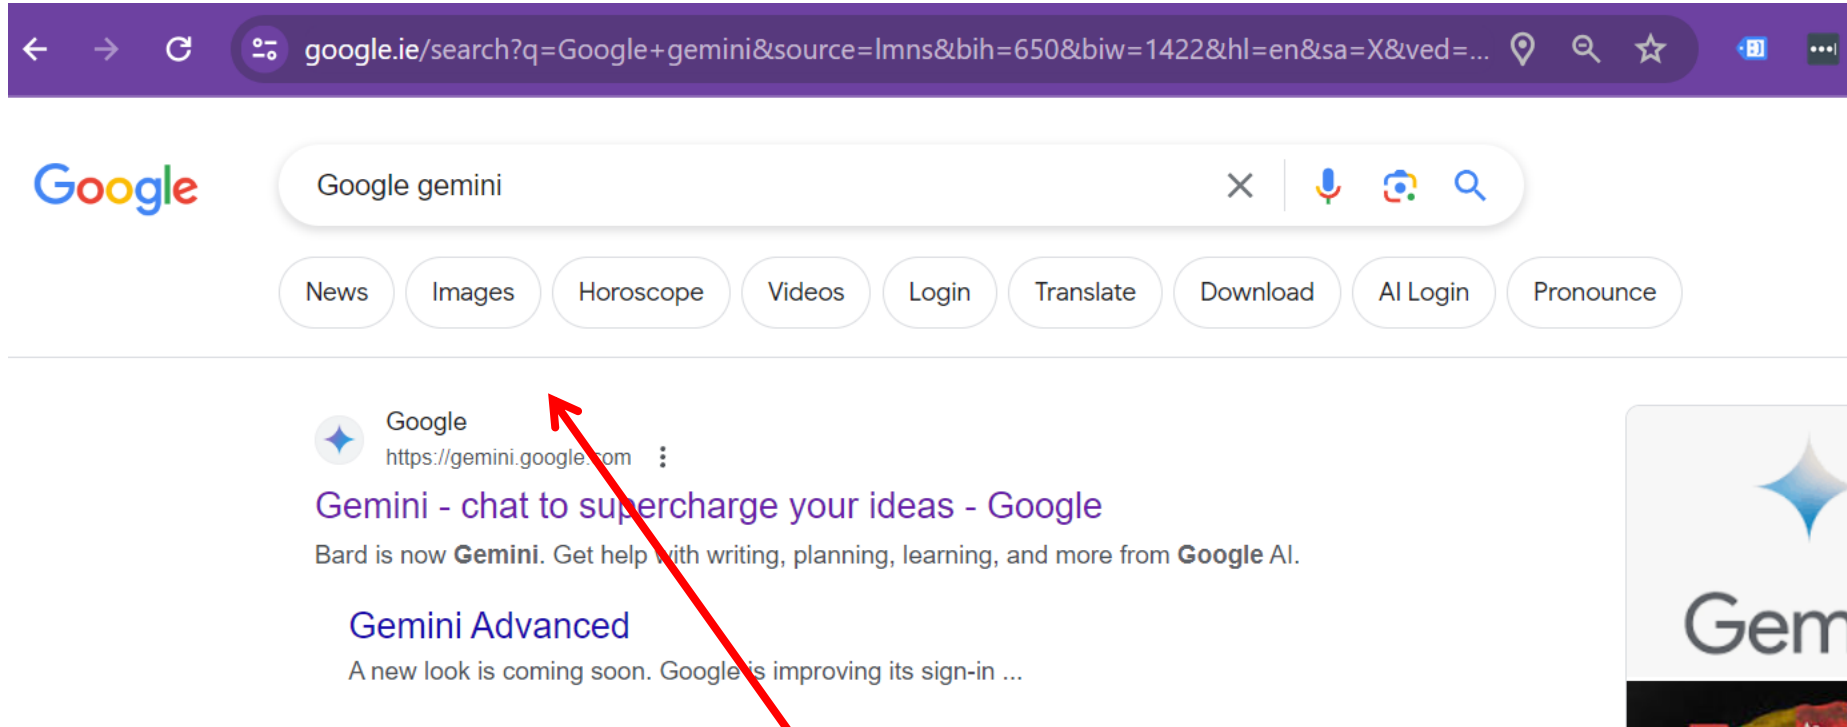 google.ie/search?q=Google+gemini&source=lmns&bih=650&biw=1422&hl=en&sa=X&ved=...
Google
Google gemini
News Images Horoscope Videos Login Translate Download AI Login Pronounce
Google
https://gemini.google.com
Gemini - chat to supercharge your ideas - Google
Bard is now Gemini. Get help with writing, planning, learning, and more from Google AI.
Gemini Advanced
A new look is coming soon. Google is improving its sign-in ...
Gem